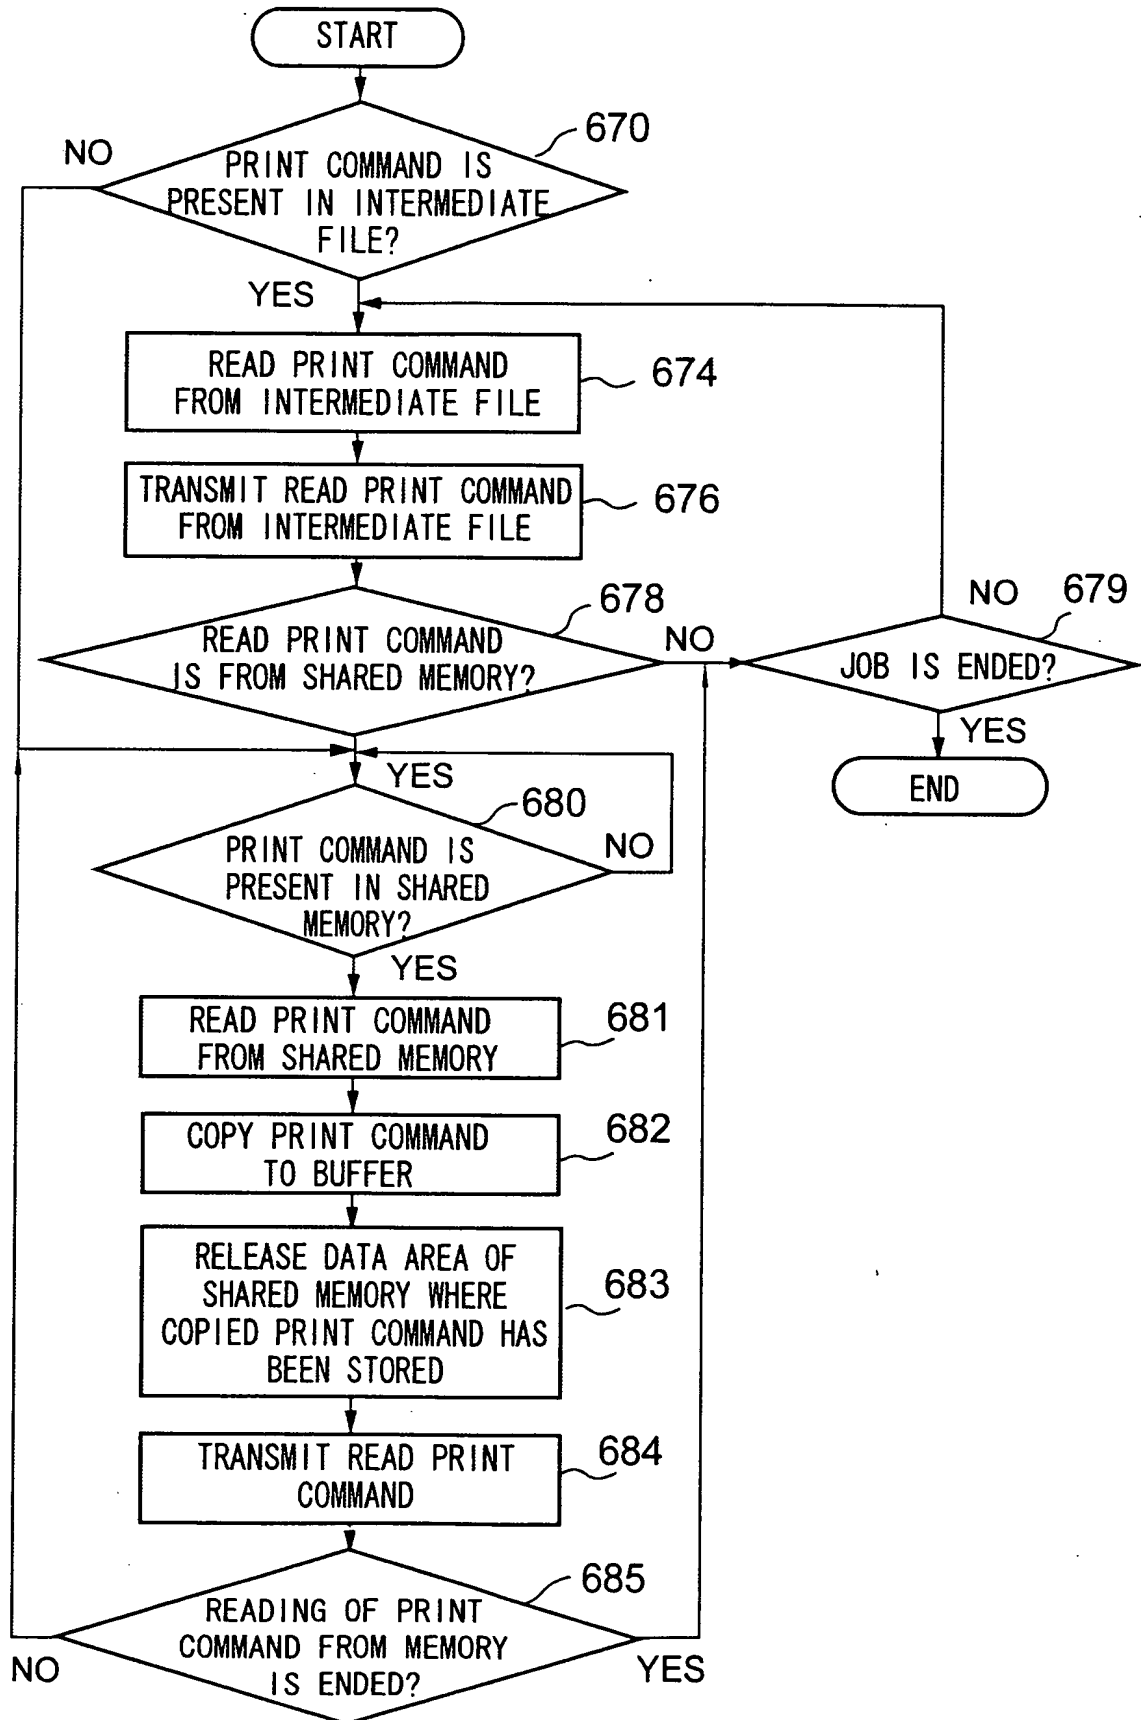 START
670
NO
PRINT COMMAND IS
PRESENT IN INTERMEDIATE
FILE?
YES
READ PRINT COMMAND
FROM INTERMEDIATE FILE
674
TRANSMIT READ PRINT COMMAND
FROM INTERMEDIATE FILE
676
678
READ PRINT COMMAND
IS FROM SHARED MEMORY?
NO
NO
679
JOB IS ENDED?
YES
END
YES
680
PRINT COMMAND IS
PRESENT IN SHARED
MEMORY?
NO
YES
READ PRINT COMMAND
FROM SHARED MEMORY
681
COPY PRINT COMMAND
TO BUFFER
682
RELEASE DATA AREA OF
SHARED MEMORY WHERE
COPIED PRINT COMMAND HAS
BEEN STORED
683
TRANSMIT READ PRINT
COMMAND
684
685
READING OF PRINT
COMMAND FROM MEMORY
IS ENDED?
NO
YES